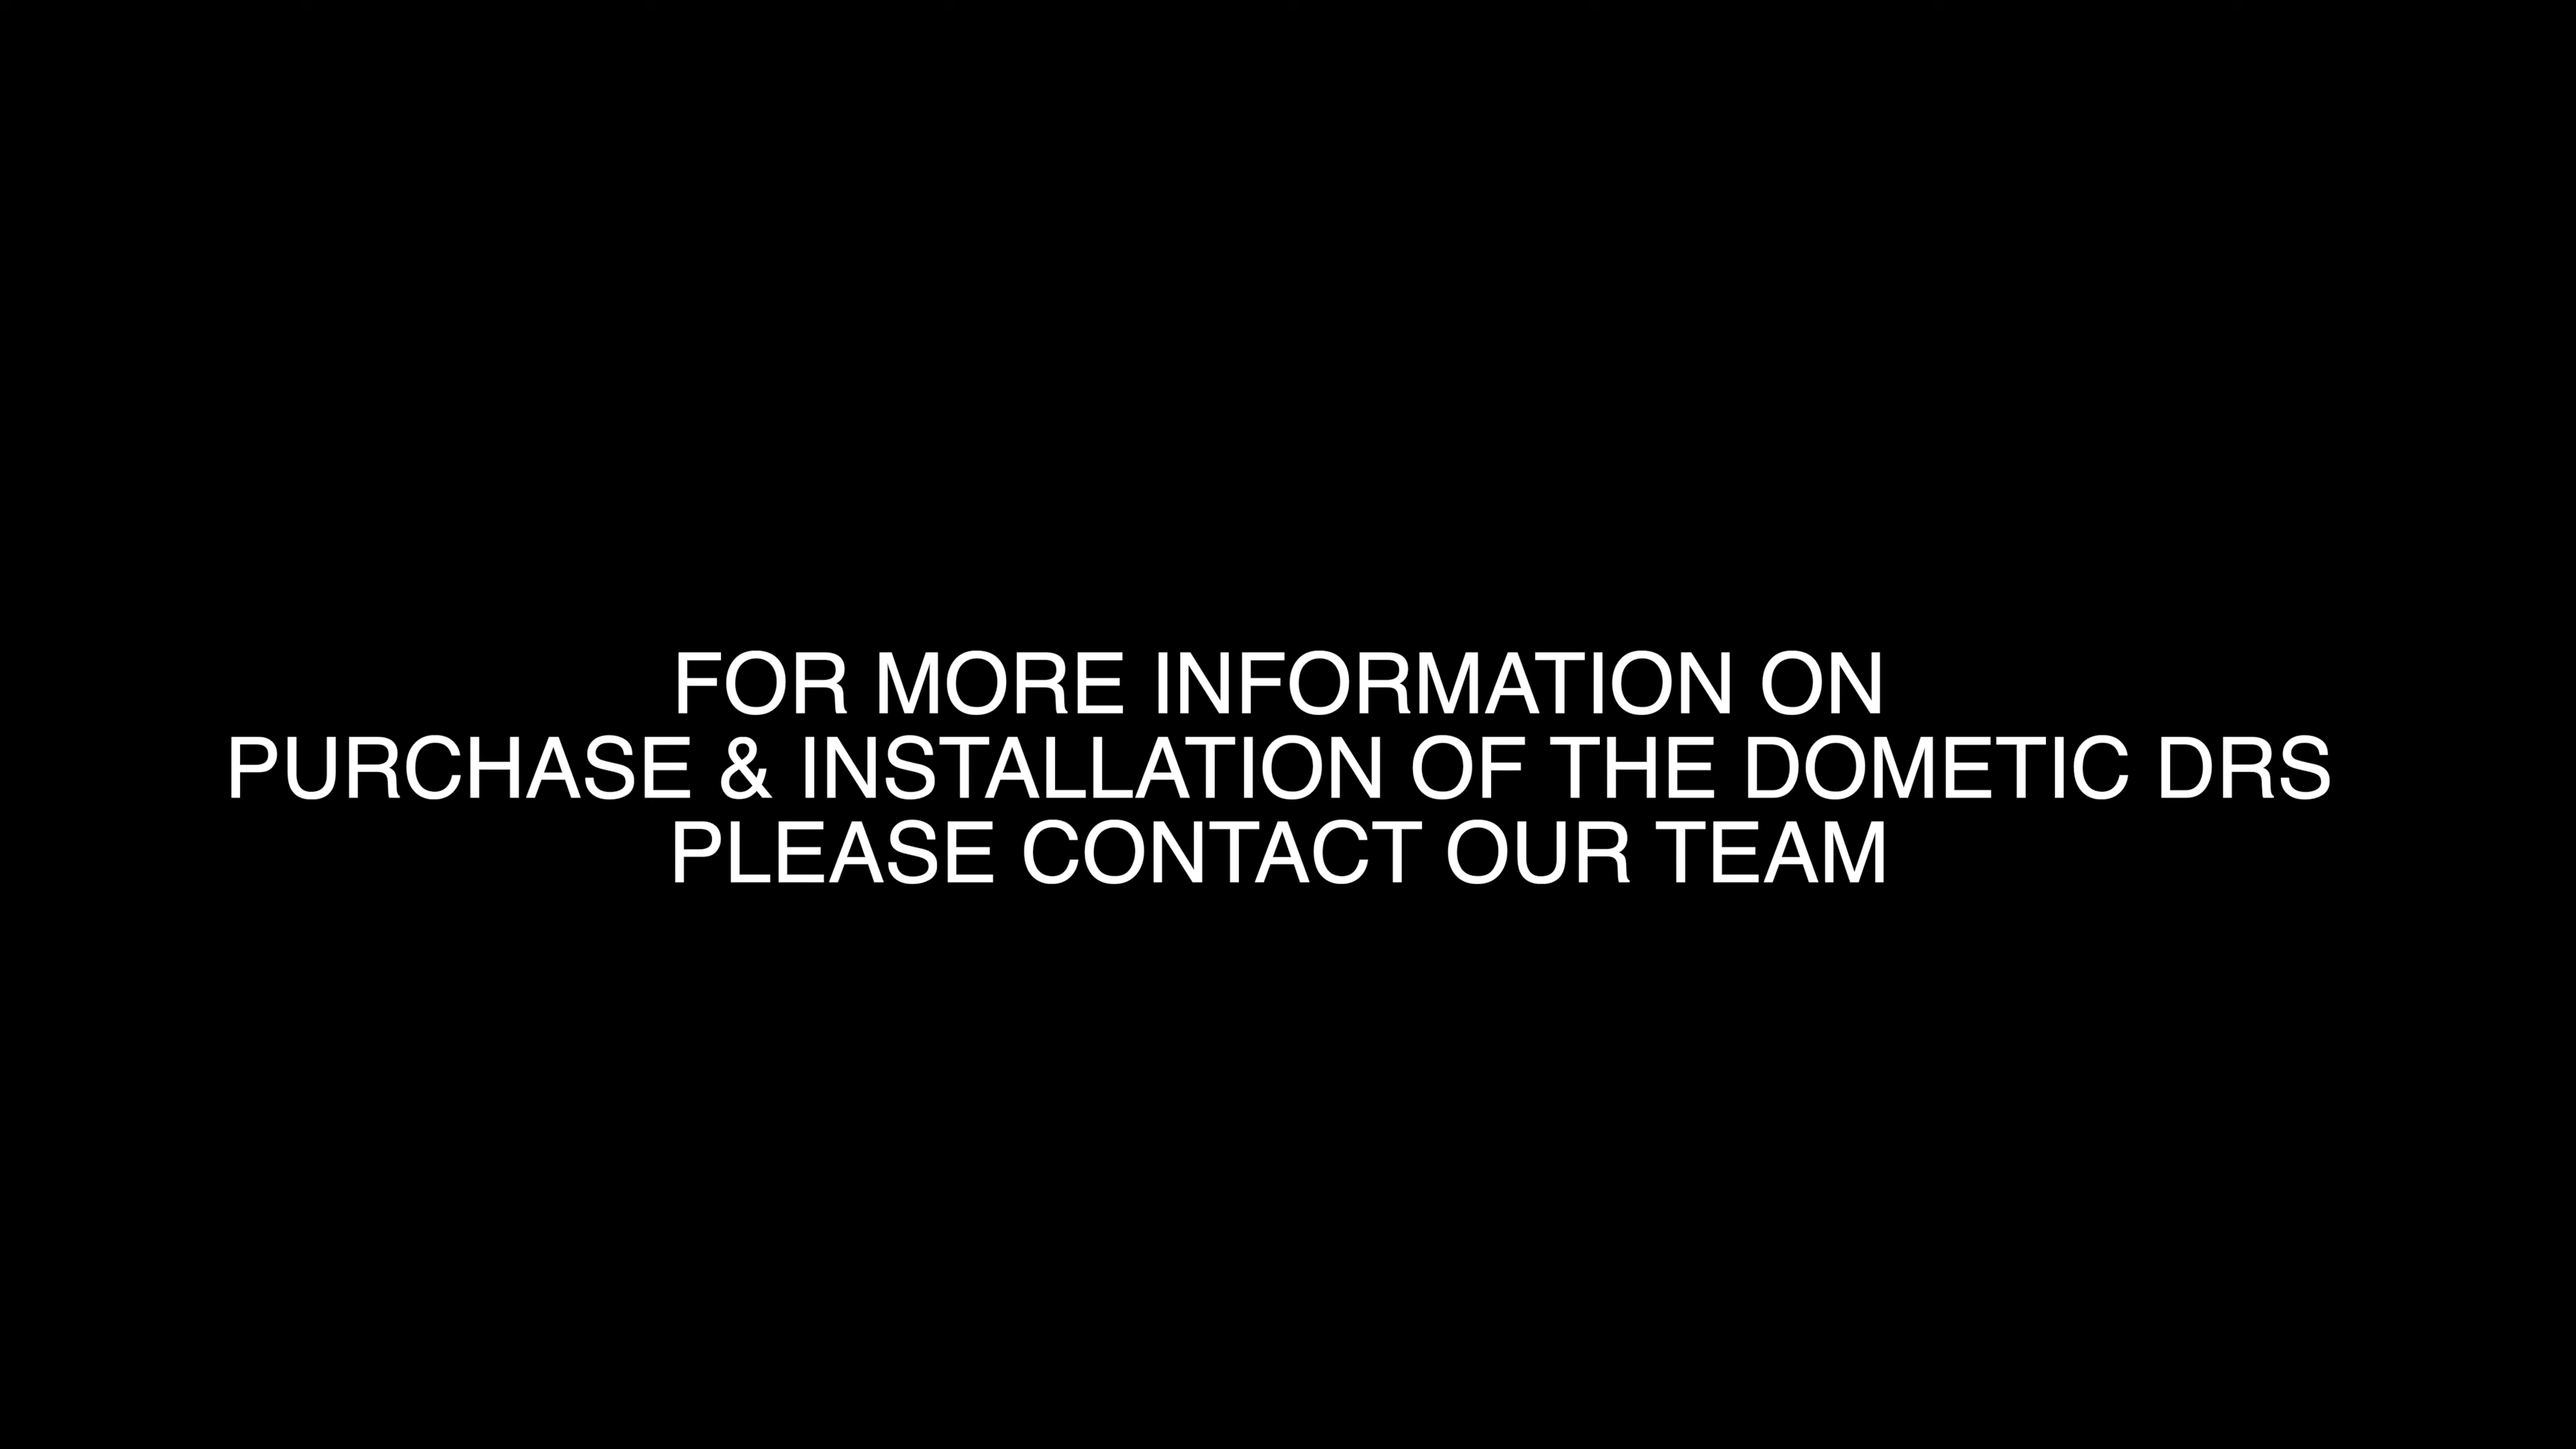 FOR MORE INFORMATION ON
PURCHASE & INSTALLATION OF THE DOMETIC DRS
PLEASE CONTACT OUR TEAM